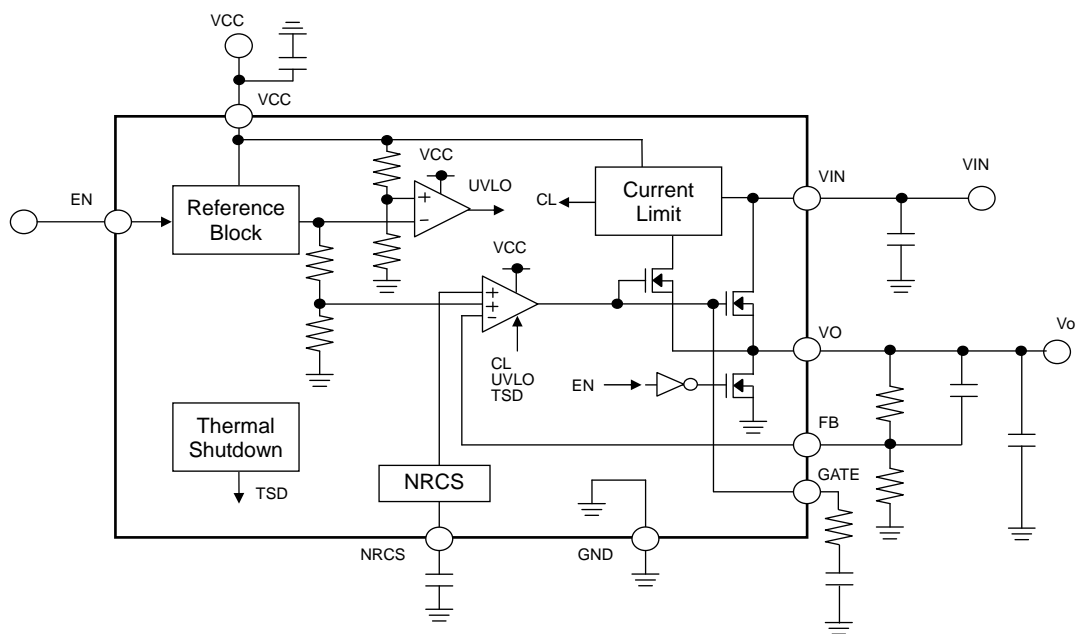 VCC
VCC
VCC
UVLO
EN
Reference
Block
CL
Current
Limit
VIN
VIN
VCC
+
−
+
+
−
CL
UVLO
TSD
EN
VO
Vo
FB
GATE
Thermal
Shutdown
TSD
NRCS
NRCS
GND